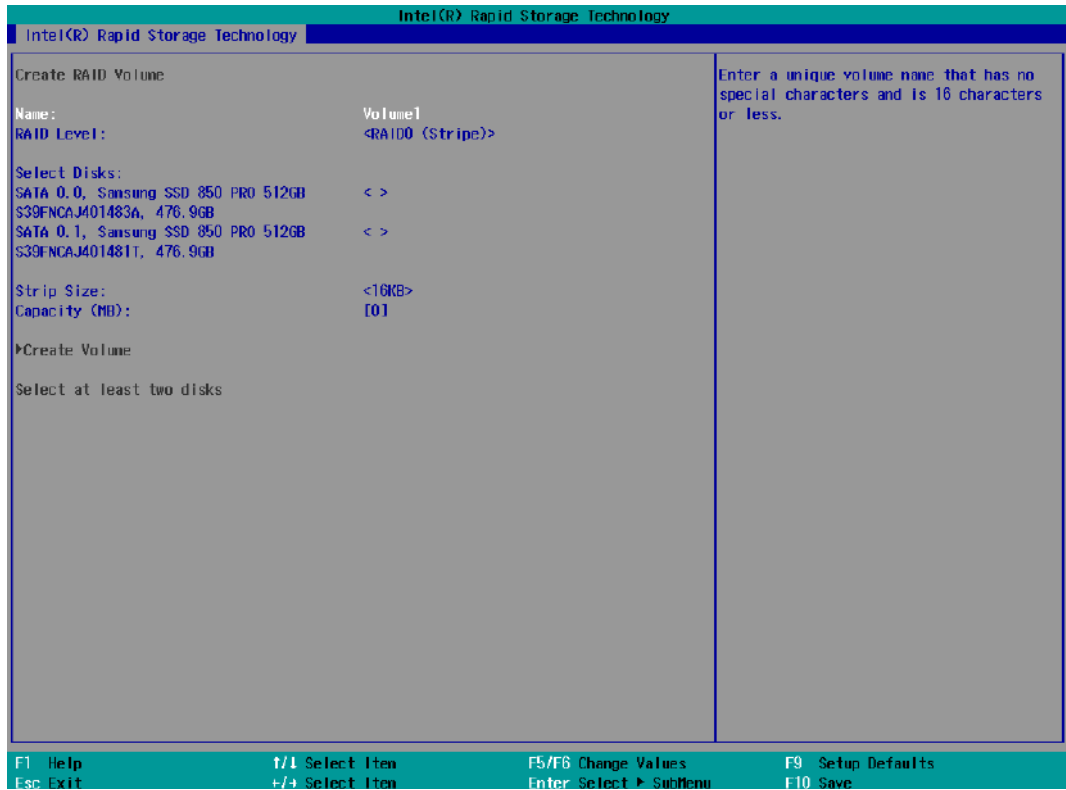 Intel(R) Rapid Storage Technology
Intel(R) Rapid Storage Technology
Create RAID Volume
Name: Volume1
RAID Level: <RAID0 (Stripe)>
Select Disks:
SATA 0.0, Samsung SSD 850 PRO 512GB < >
S39FNCAJ401483A, 476.9GB
SATA 0.1, Samsung SSD 850 PRO 512GB < >
S39FNCAJ401481T, 476.9GB
Strip Size: <16KB>
Capacity (MB): [0]
▶Create Volume
Select at least two disks
Enter a unique volume name that has no
special characters and is 16 characters
or less.
F1 Help ↑/↓ Select Item F5/F6 Change Values F9 Setup Defaults
Esc Exit ←/→ Select Item Enter Select ▶ SubMenu F10 Save